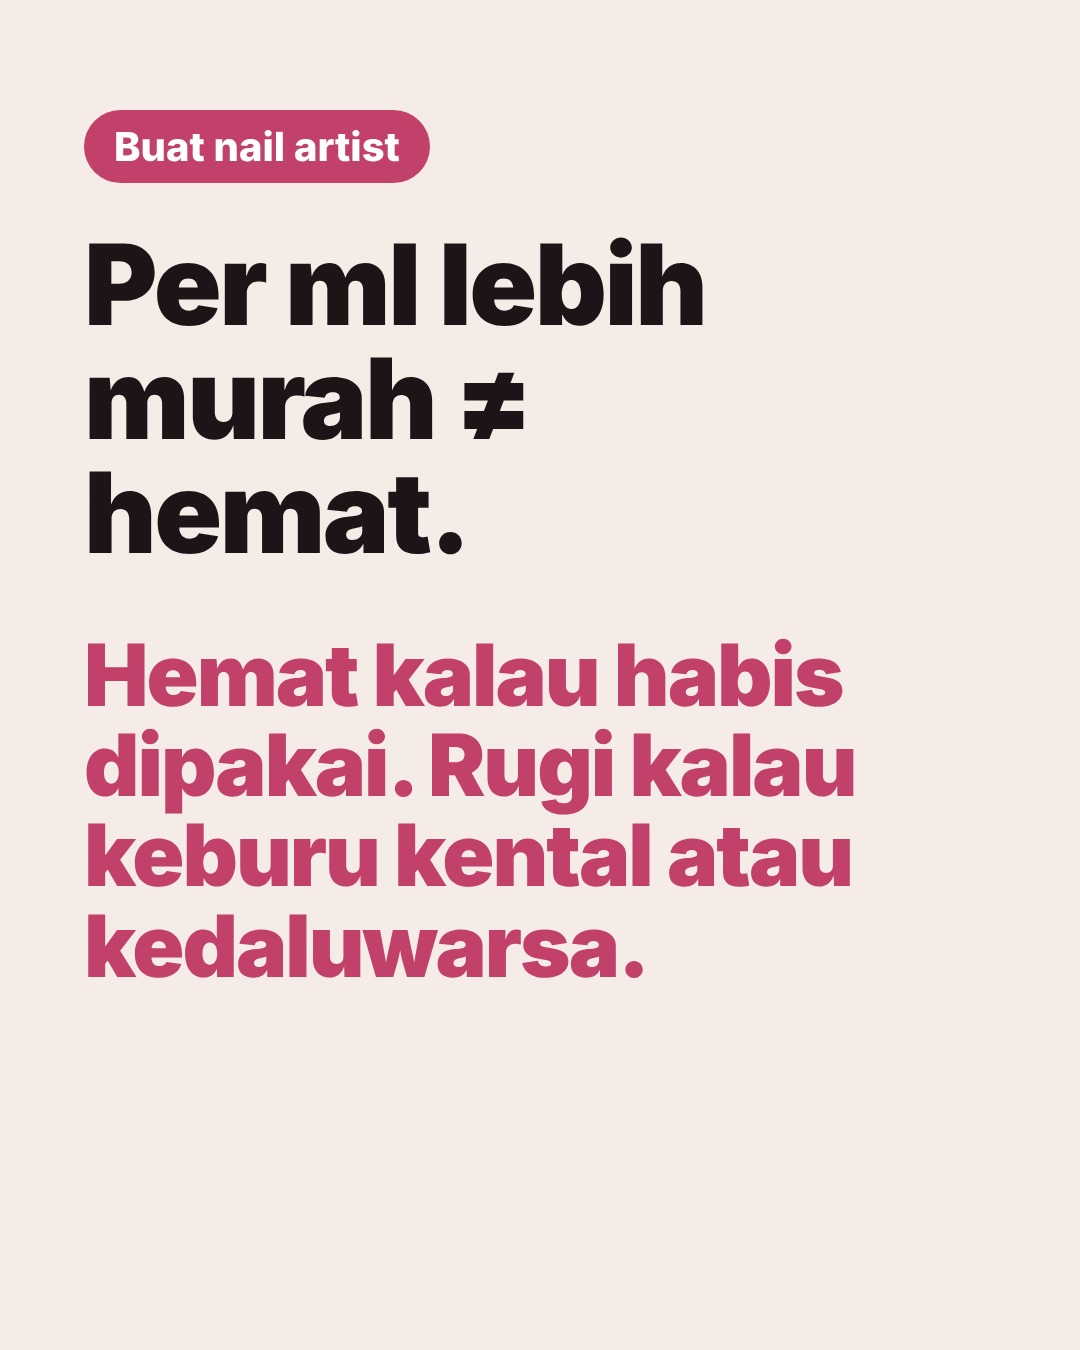 Buat nail artist
Per ml lebih
murah ≠
hemat.
Hemat kalau habis
dipakai. Rugi kalau
keburu kental atau
kedaluwarsa.